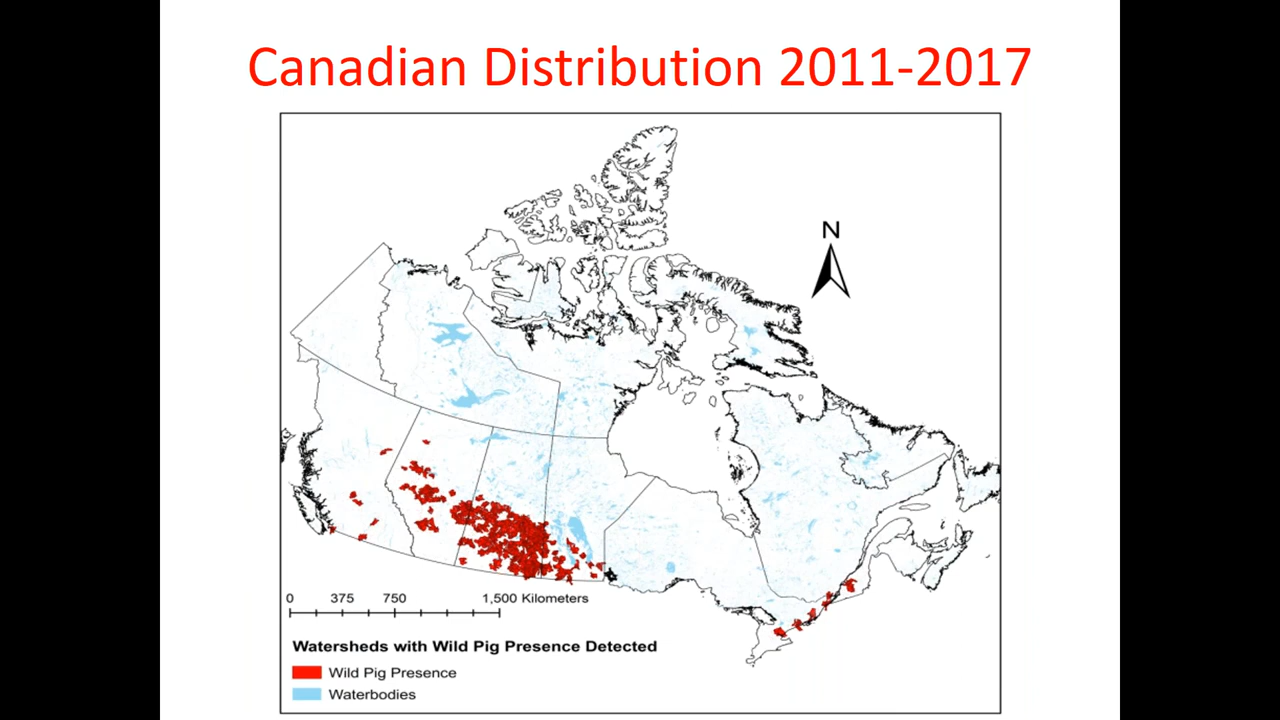 Canadian Distribution 2011-2017
N
0 375 750 1,500 Kilometers
Watersheds with Wild Pig Presence Detected
Wild Pig Presence
Waterbodies